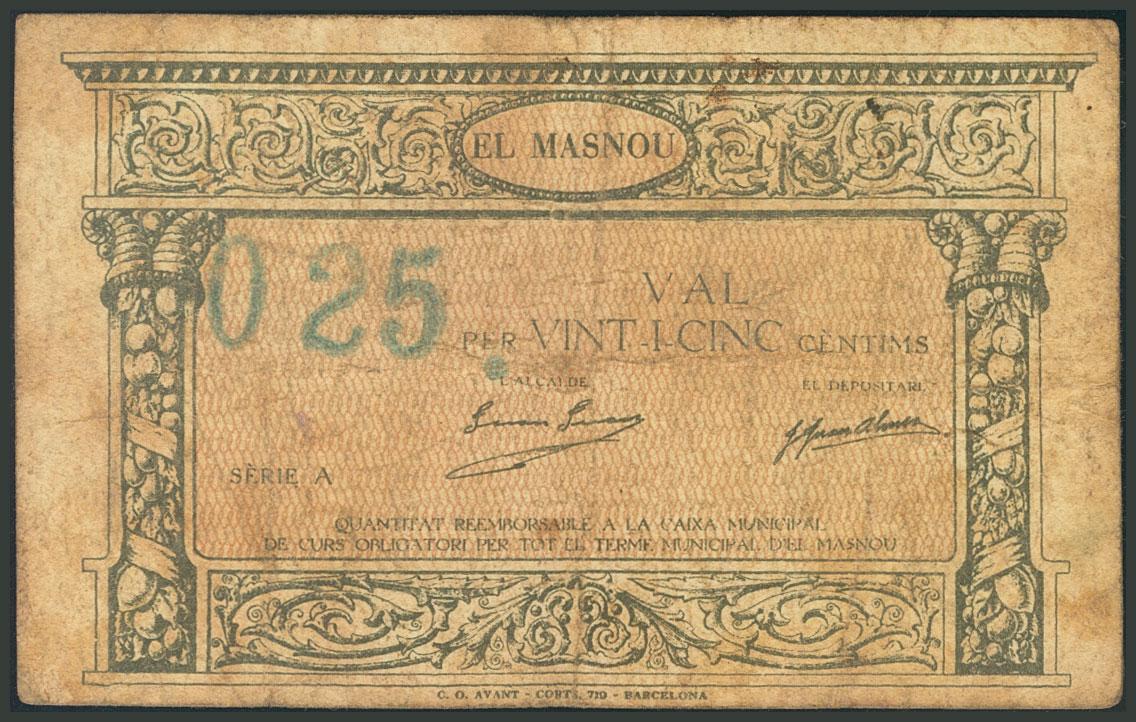 EL MASNOU
0 25
VAL
PER VINT-I-CINC CÈNTIMS
L'ALCALDE
EL DEPOSITARI
SÈRIE A
QUANTITAT REEMBORSABLE A LA CAIXA MUNICIPAL
DE CURS OBLIGATORI PER TOT EL TERME MUNICIPAL D'EL MASNOU
C. O. AVANT - CORTS, 719 - BARCELONA